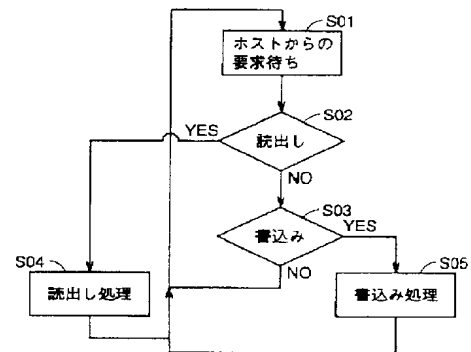 S01
ホストからの
要求待ち
S02
YES
読出し
NO
S03
YES
書込み
NO
S04
読出し処理
S05
書込み処理